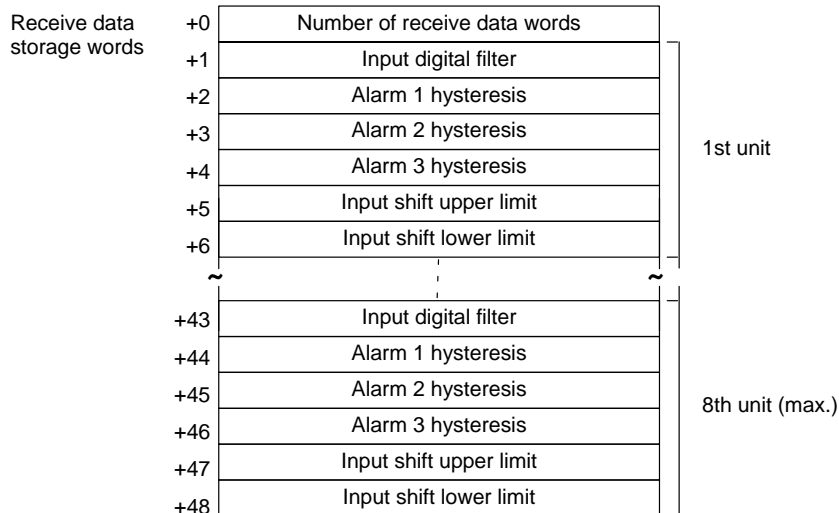 Receive data
storage words
+0 Number of receive data words
+1 Input digital filter
+2 Alarm 1 hysteresis
+3 Alarm 2 hysteresis
+4 Alarm 3 hysteresis
+5 Input shift upper limit
+6 Input shift lower limit
1st unit
~ ~
+43 Input digital filter
+44 Alarm 1 hysteresis
+45 Alarm 2 hysteresis
+46 Alarm 3 hysteresis
+47 Input shift upper limit
+48 Input shift lower limit
8th unit (max.)